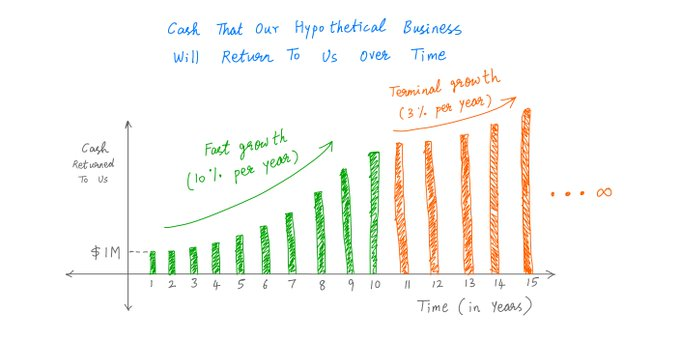 Cash That Our Hypothetical Business
Will Return To Us Over Time
Terminal growth
(3% per year)
Fast growth
(10% per year)
Cash
Returned
To Us
$1M
... ∞
1 2 3 4 5 6 7 8 9 10 11 12 13 14 15
Time (in years)